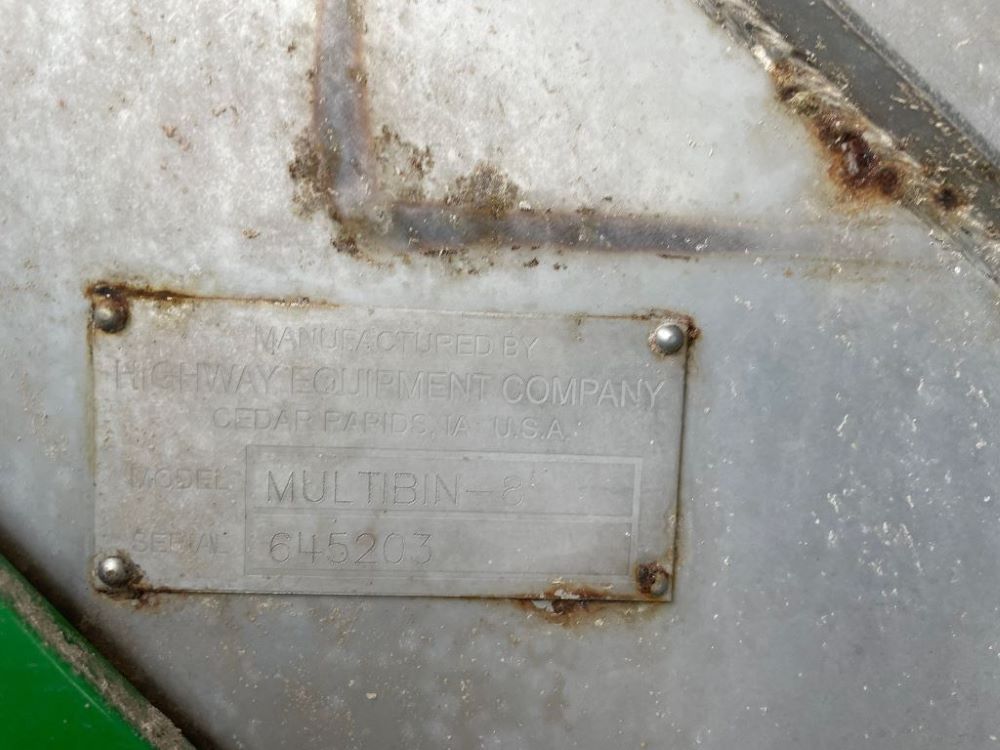 MANUFACTURED BY
HIGHWAY EQUIPMENT COMPANY
CEDAR RAPIDS, IA U.S.A.
MODEL MULTIBIN-8'
SERIAL 645203